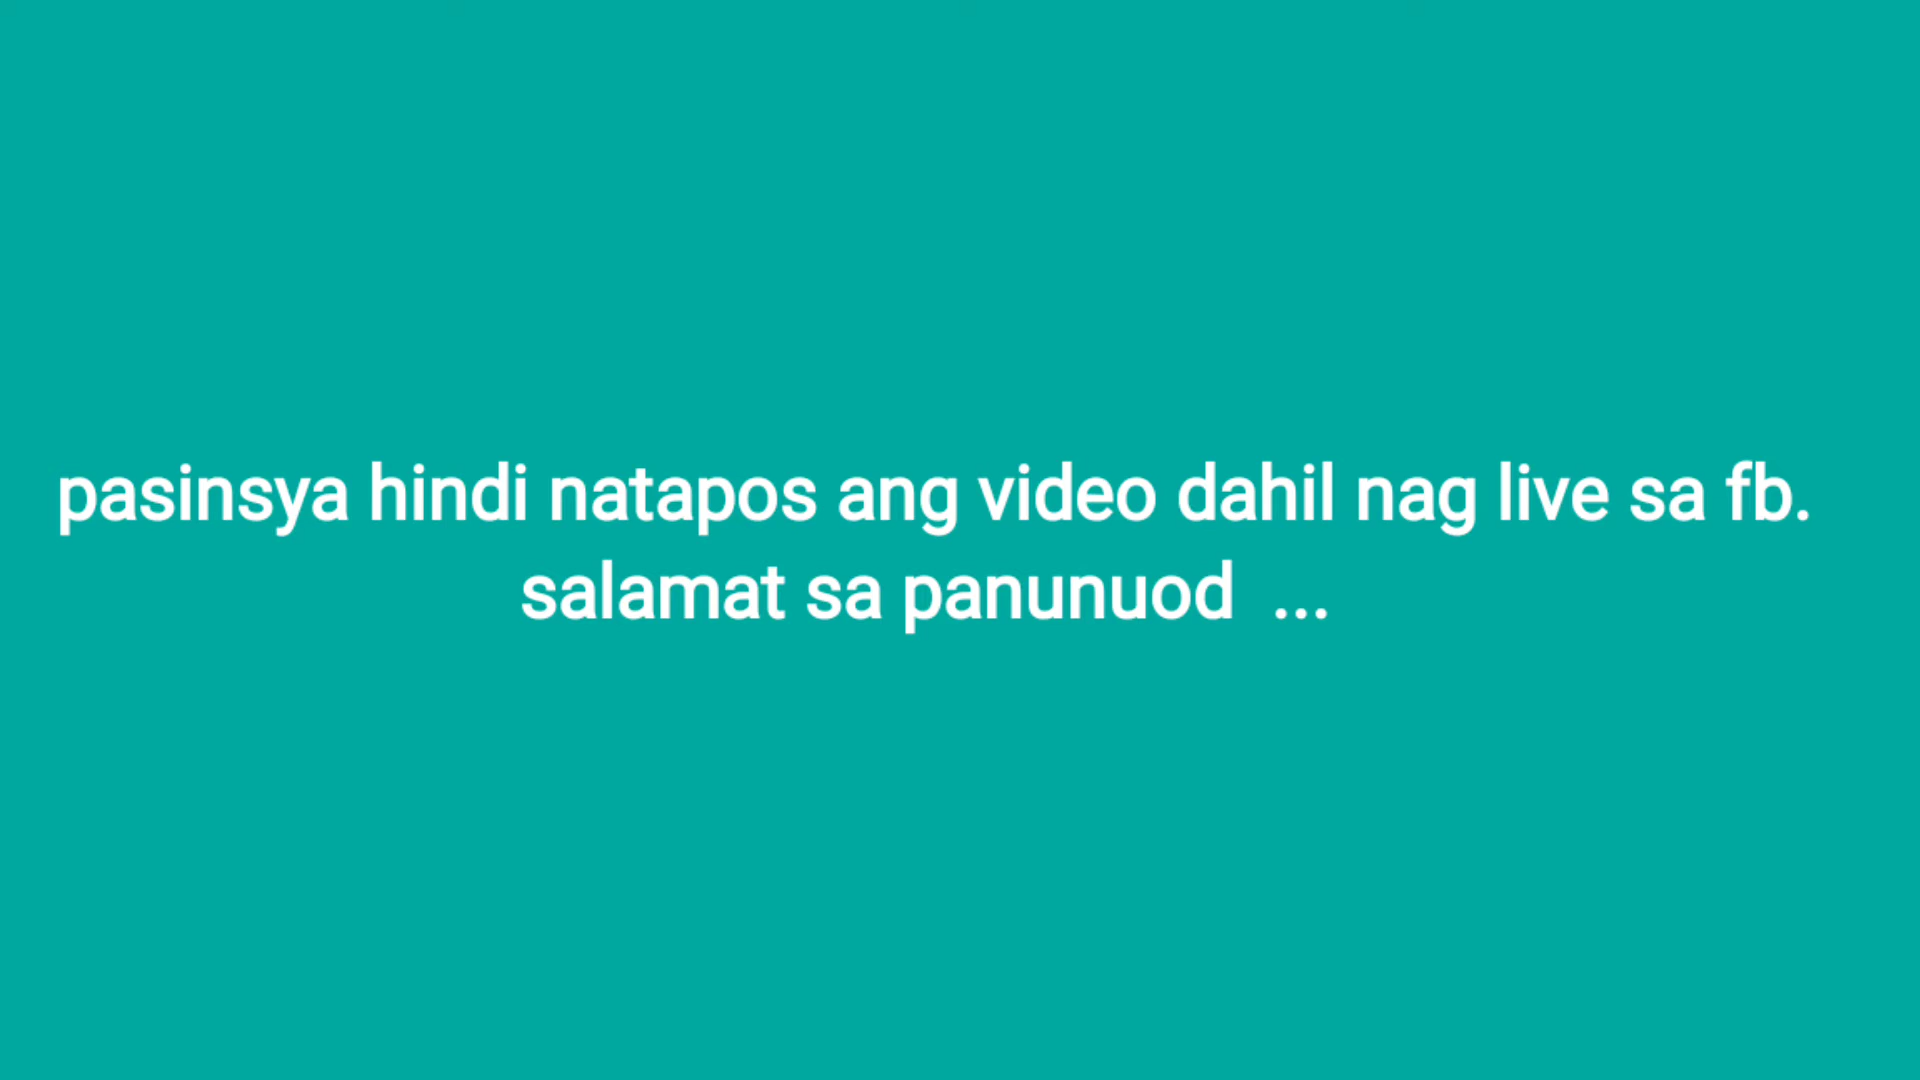 pasinsya hindi natapos ang video dahil nag live sa fb.
salamat sa panunuod  ...